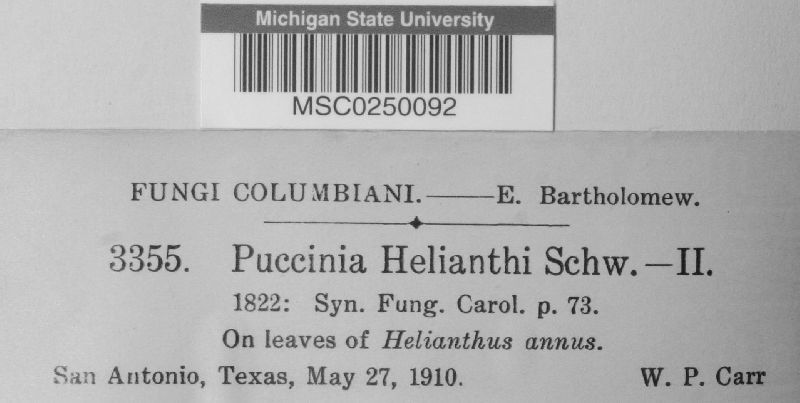 Michigan State University
MSC0250092
FUNGI COLUMBIANI.——E. Bartholomew.
3355. Puccinia Helianthi Schw.—II.
1822: Syn. Fung. Carol. p. 73.
On leaves of Helianthus annus.
San Antonio, Texas, May 27, 1910. W. P. Carr